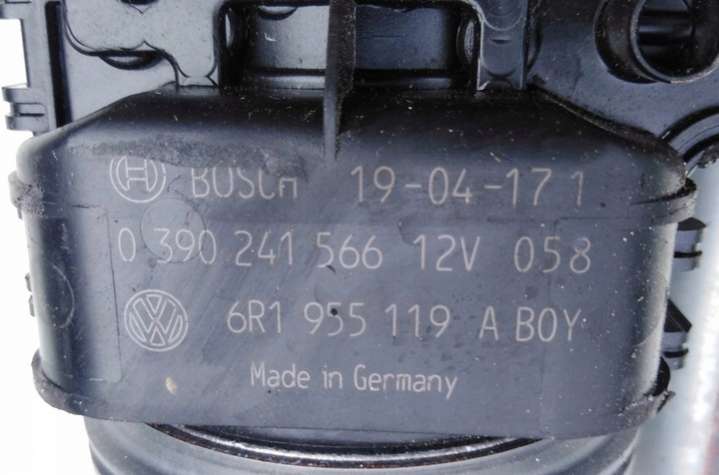 BOSCH 19-04-17 1
0 390 241 566 12V 058
6R1 955 119 A BOY
Made in Germany